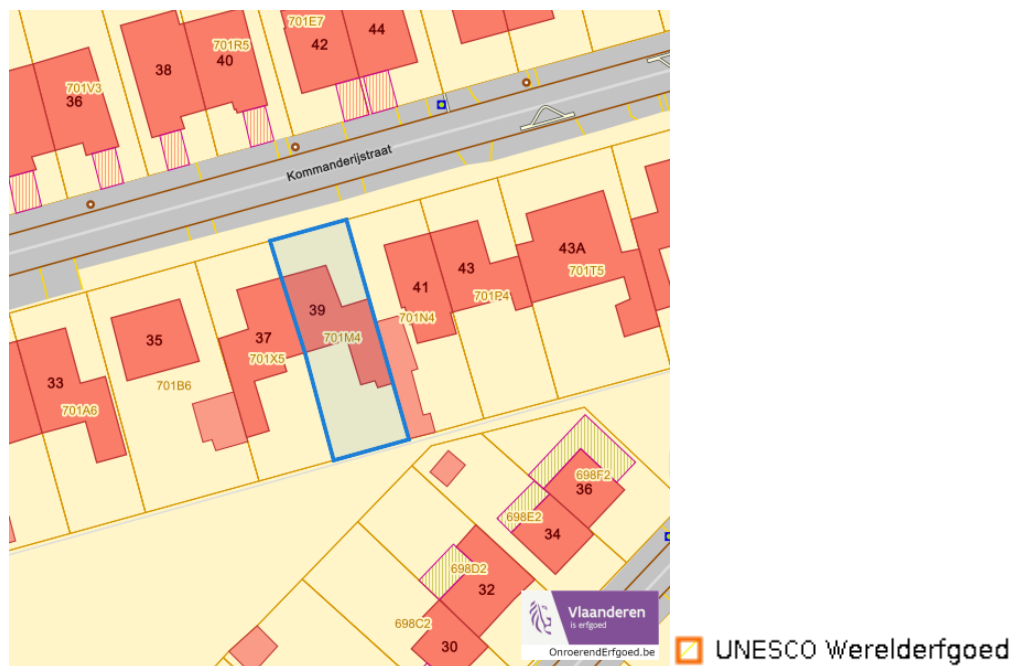 701E7
44
42
701R5
40
38
701V3
36
Kommanderijstraat
43A
701T5
43
41
701P4
701N4
39
701M4
37
701X5
35
701B6
33
701A6
698F2
36
698E2
34
698D2
32
698C2
30
Vlaanderen
is erfgoed
OnroerendErfgoed.be
UNESCO Werelderfgoed